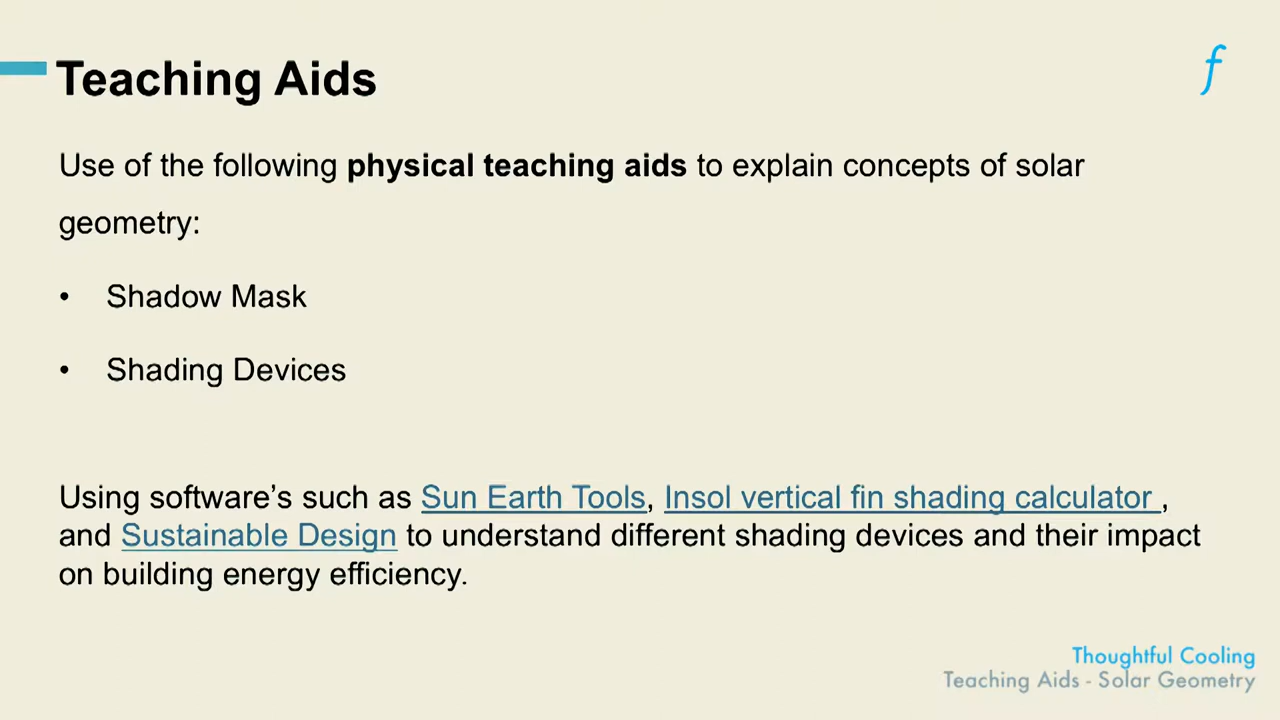 Teaching Aids
f
Use of the following physical teaching aids to explain concepts of solar
geometry:
• Shadow Mask
• Shading Devices
Using software’s such as Sun Earth Tools, Insol vertical fin shading calculator ,
and Sustainable Design to understand different shading devices and their impact
on building energy efficiency.
Thoughtful Cooling
Teaching Aids - Solar Geometry